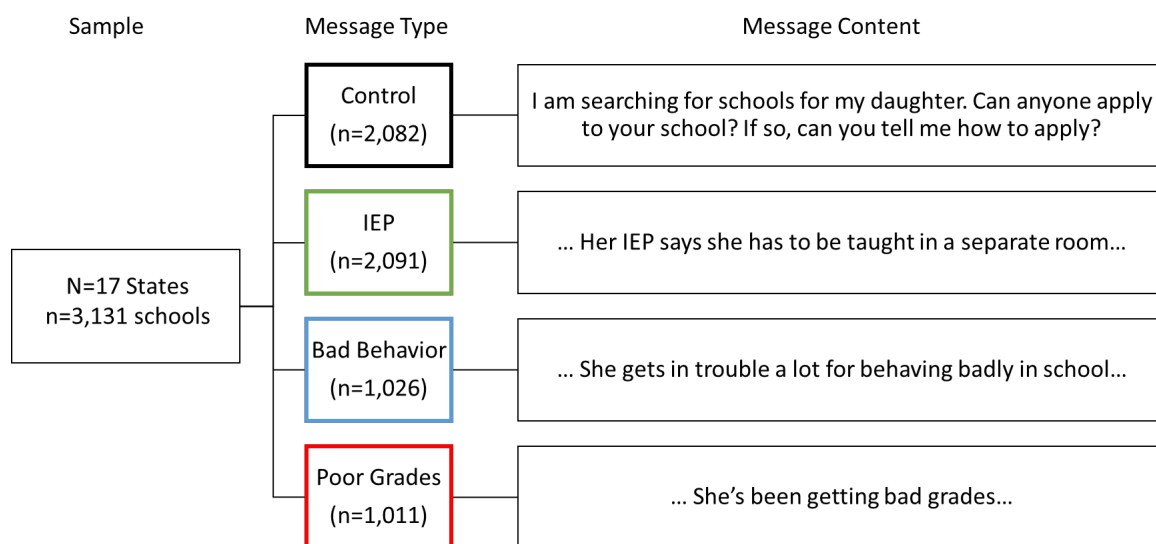 Sample
Message Type
Message Content
Control
(n=2,082)
I am searching for schools for my daughter. Can anyone apply
to your school? If so, can you tell me how to apply?
IEP
(n=2,091)
... Her IEP says she has to be taught in a separate room...
N=17 States
n=3,131 schools
Bad Behavior
(n=1,026)
... She gets in trouble a lot for behaving badly in school...
Poor Grades
(n=1,011)
... She’s been getting bad grades...